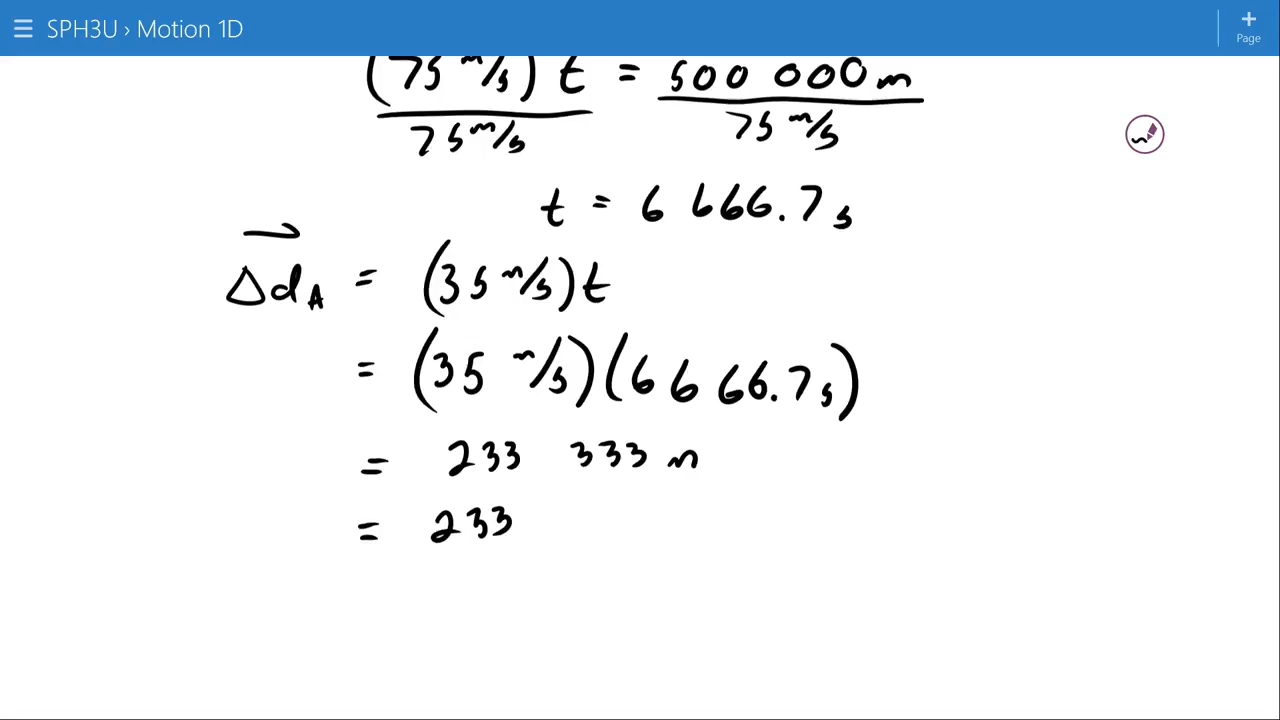 SPH3U › Motion 1D
Page
(75 m/s) t = 500 000 m
75 m/s 75 m/s
t = 6 666.7 s
Δd⃗_A = (35 m/s) t
= (35 m/s)(6 666.7 s)
= 233 333 m
= 233